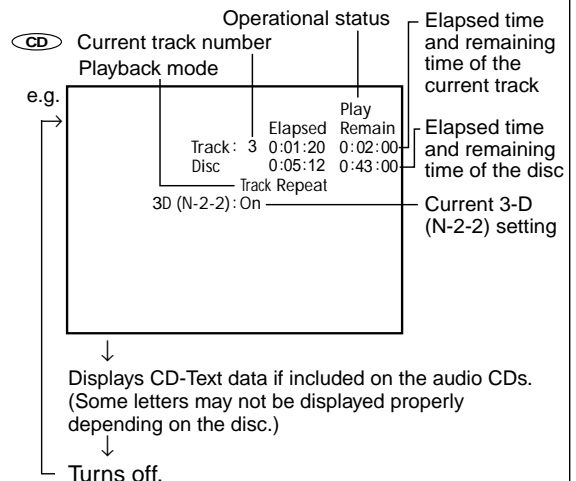 Operational status
CD Current track number
Playback mode
Elapsed time
and remaining
time of the
current track
e.g.
Play
Elapsed Remain
Track: 3 0:01:20 0:02:00
Disc 0:05:12 0:43:00
Track Repeat
3D (N-2-2): On
Elapsed time
and remaining
time of the disc
Current 3-D
(N-2-2) setting
Displays CD-Text data if included on the audio CDs.
(Some letters may not be displayed properly
depending on the disc.)
Turns off.